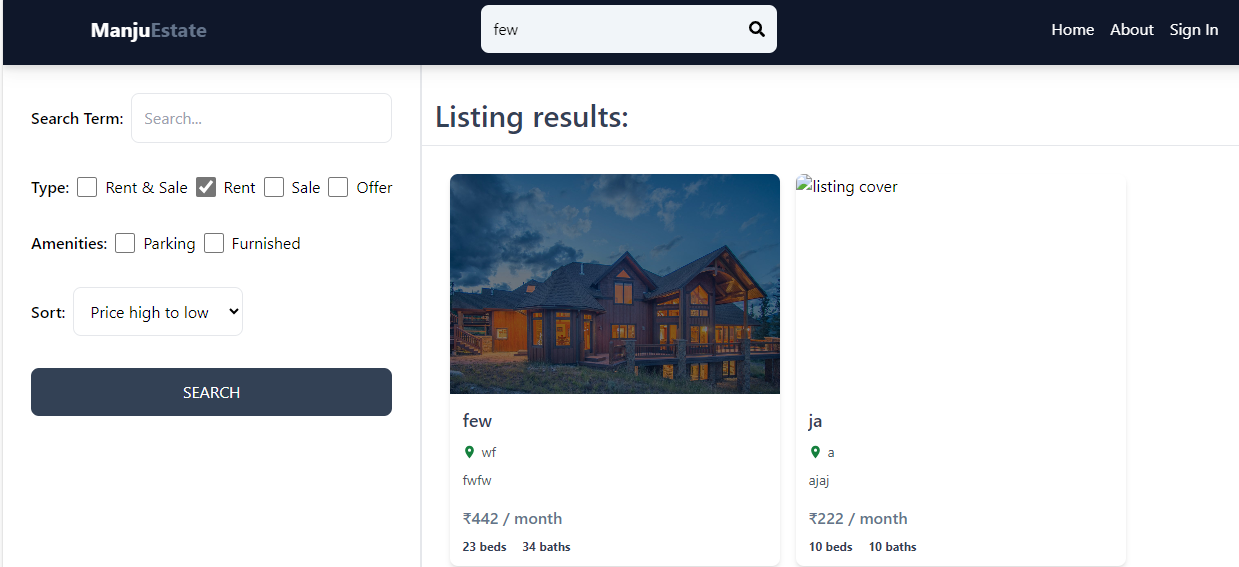 ManjuEstate
few
Home About Sign In
Search Term: Search...
Type: Rent & Sale Rent Sale Offer
Amenities: Parking Furnished
Sort: Price high to low
SEARCH
Listing results:
few
wf
fwfw
₹442 / month
23 beds 34 baths
listing cover
ja
a
ajaj
₹222 / month
10 beds 10 baths